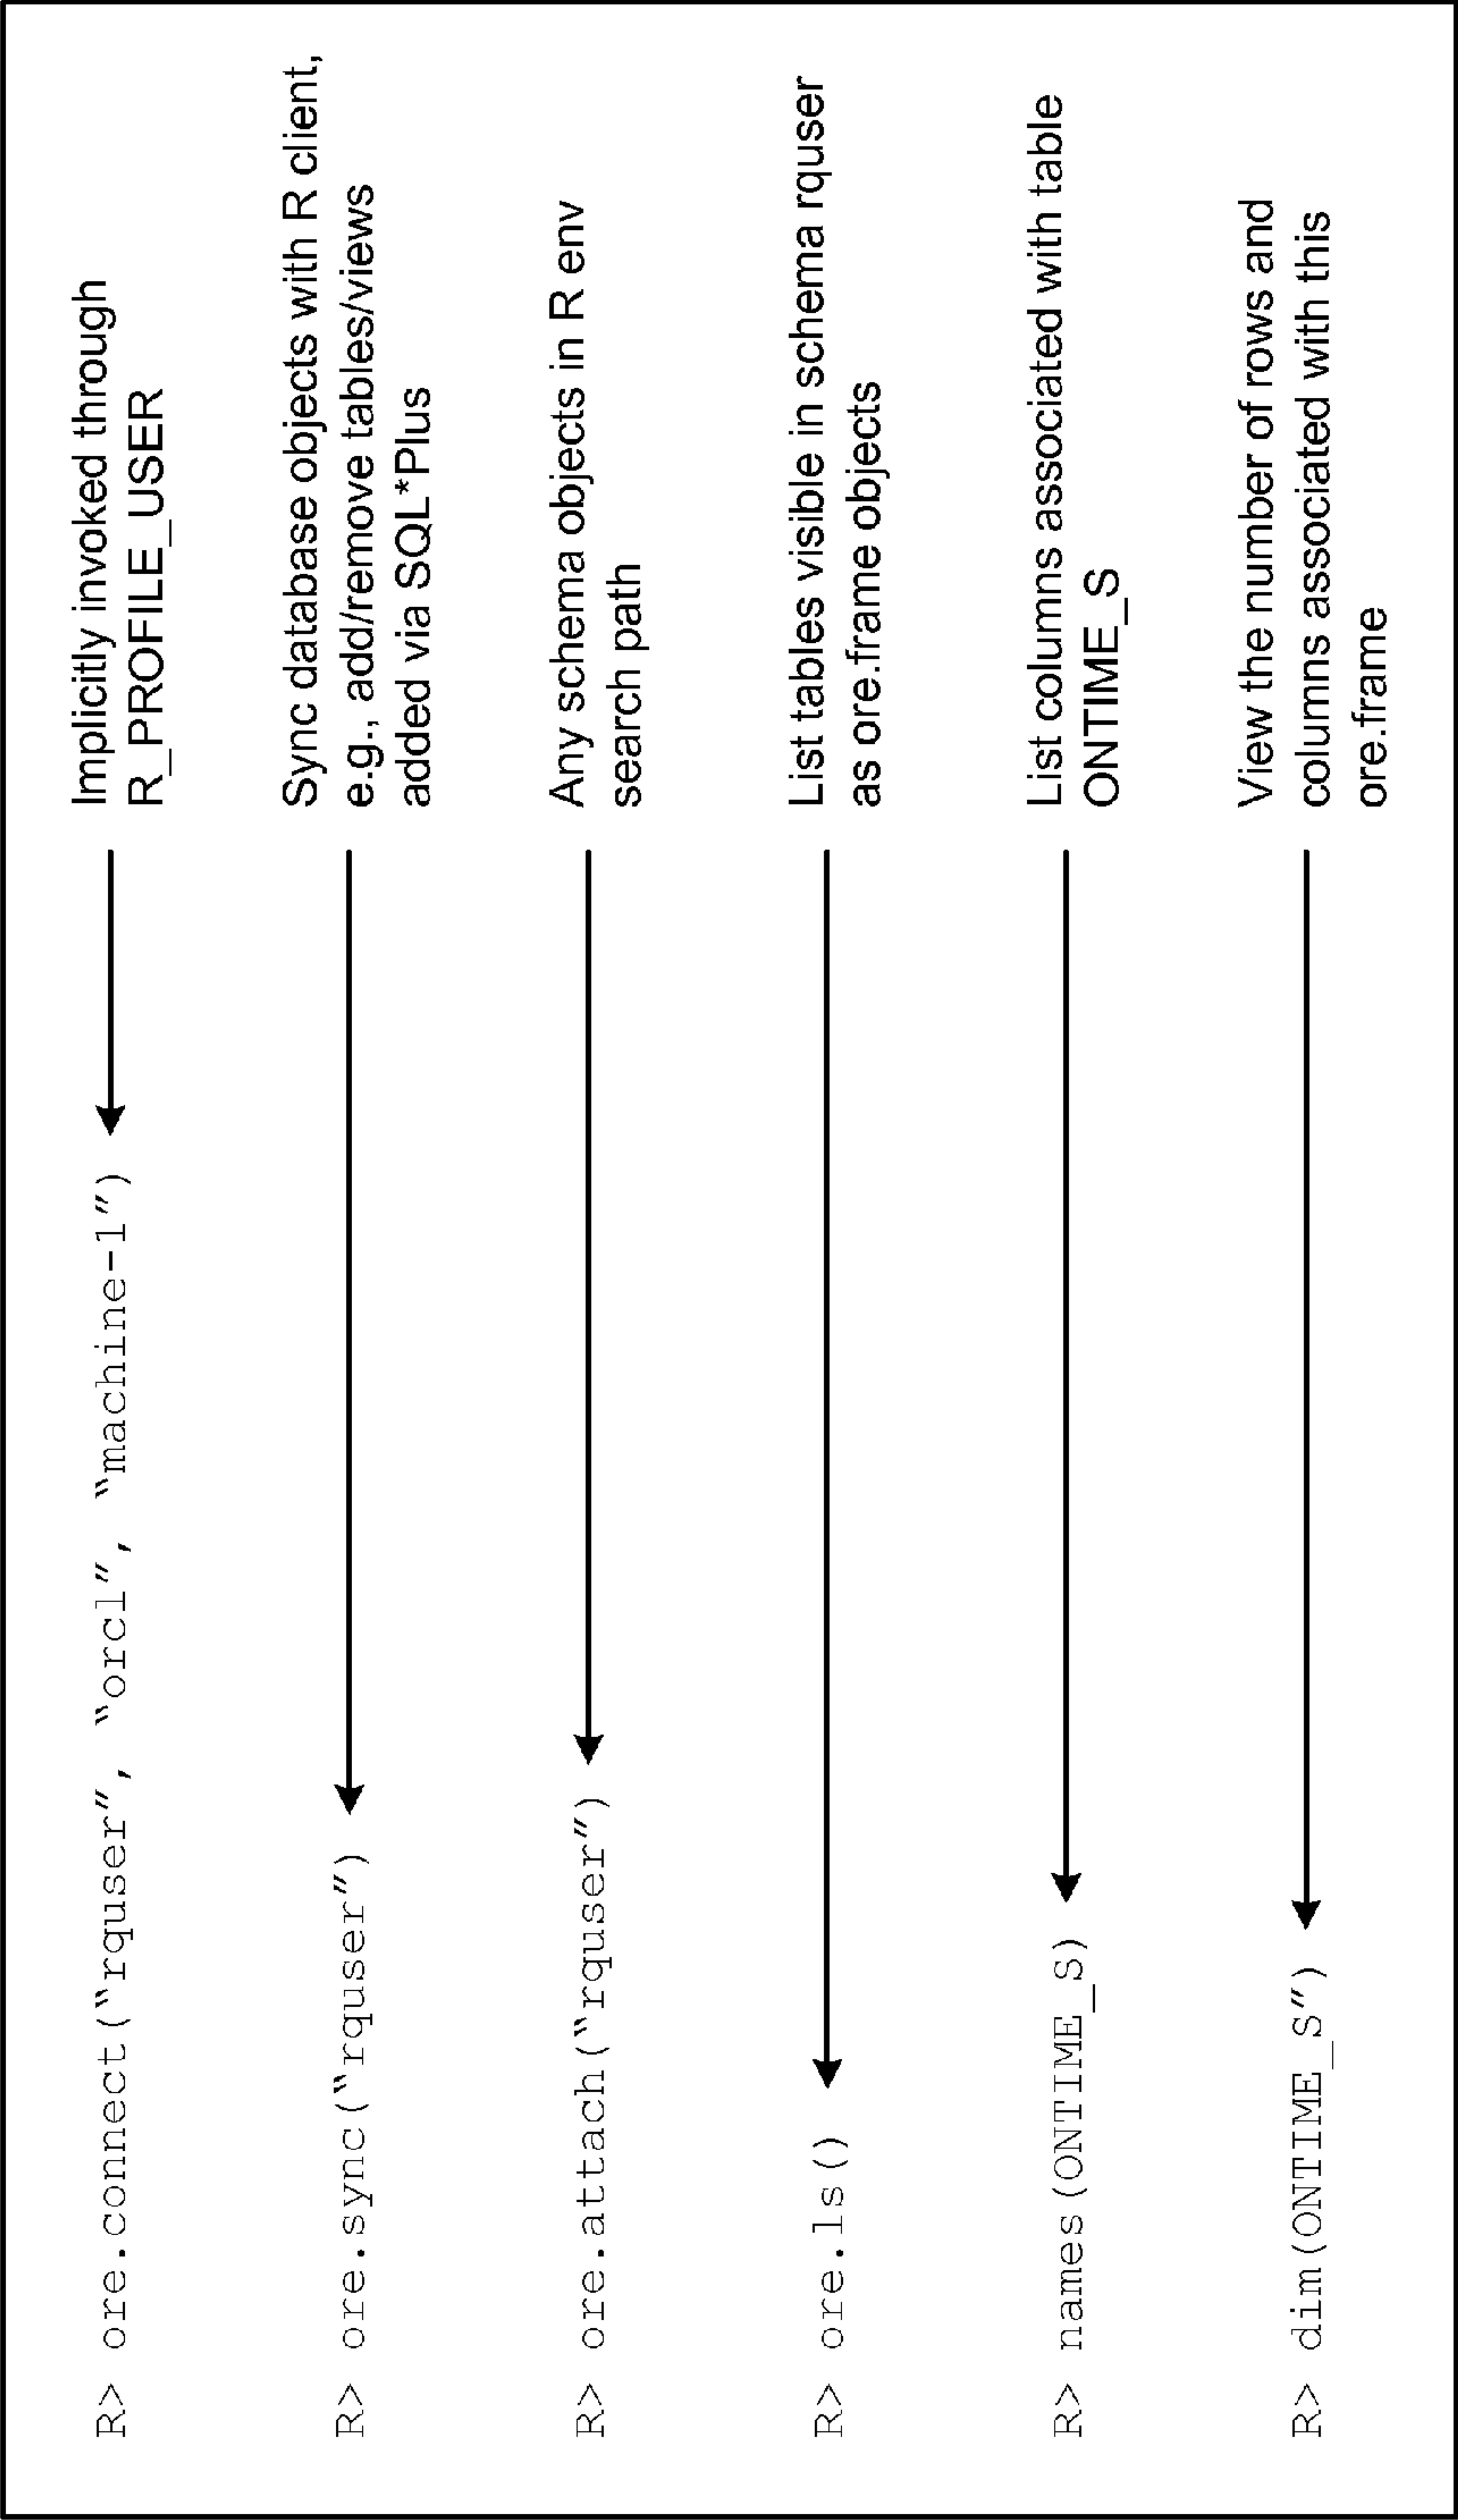 R> ore.connect(“rquser”, “orcl”, “machine-1”)
Implicitly invoked through
R_PROFILE_USER
R> ore.sync(“rquser”)
Sync database objects with R client,
e.g., add/remove tables/views
added via SQL*Plus
R> ore.attach(“rquser”)
Any schema objects in R env
search path
R> ore.ls()
List tables visible in schema rquser
as ore.frame objects
R> names(ONTIME_S)
List columns associated with table
ONTIME_S
R> dim(ONTIME_S”)
View the number of rows and
columns associated with this
ore.frame